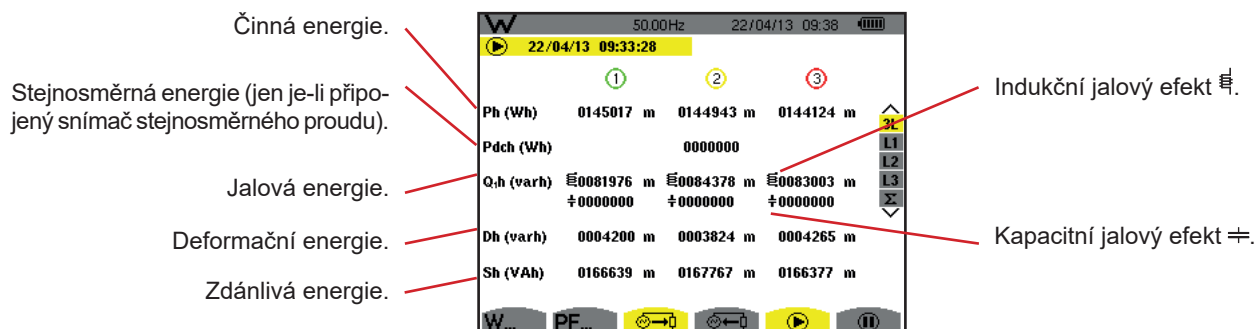 W 50.00Hz 22/04/13 09:38
22/04/13 09:33:28
1 2 3
Ph (Wh) 0145017 m 0144943 m 0144124 m
Pdch (Wh) 0000000
Q₁h (varh) 0081976 m 0084378 m 0083003 m
0000000 0000000 0000000
Dh (varh) 0004200 m 0003824 m 0004265 m
Sh (VAh) 0166639 m 0167767 m 0166377 m
3L
L1
L2
L3
Σ
W... PF...
Činná energie.
Stejnosměrná energie (jen je-li připo-
jený snímač stejnosměrného proudu).
Jalová energie.
Deformační energie.
Zdánlivá energie.
Indukční jalový efekt.
Kapacitní jalový efekt.